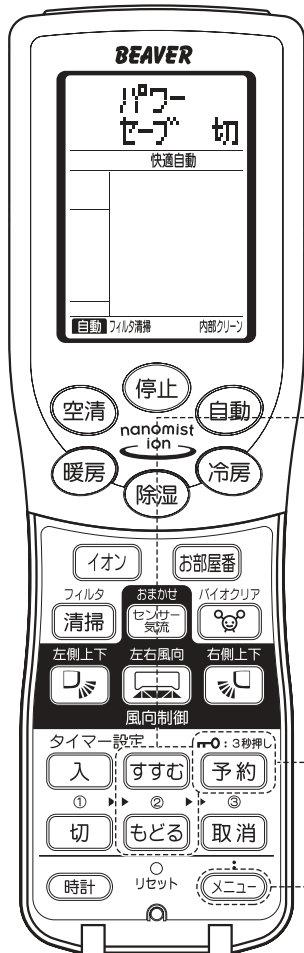 BEAVER
パワー
セーブ 切
快適自動
自動 フィルタ清掃 内部クリーン
停止
空清 自動
nanomist
ion
暖房 冷房
除湿
イオン お部屋番
フィルタ おまかせ バイオクリア
清掃 センサー
気流
左側上下 左右風向 右側上下
風向制御
タイマー設定 :3秒押し
入 すすむ 予約
① ② ③
切 もどる 取消
時計 リセット メニュー